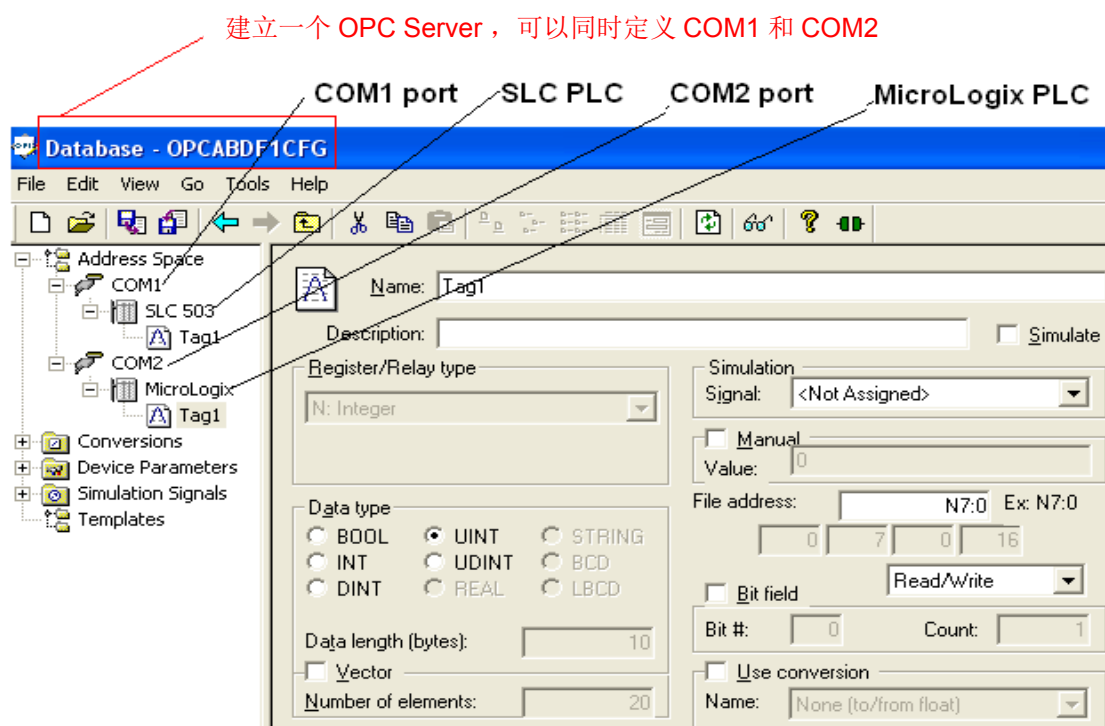 建立一个 OPC Server ，可以同时定义 COM1 和 COM2
COM1 port SLC PLC COM2 port MicroLogix PLC
Database - OPCABDF1CFG
File Edit View Go Tools Help
Address Space
COM1
SLC 503
Tag1
COM2
MicroLogix
Tag1
Conversions
Device Parameters
Simulation Signals
Templates
Name: Tag1
Description:
Simulate
Register/Relay type
N: Integer
Simulation
Signal: <Not Assigned>
Manual
Value: 0
Data type
BOOL UINT STRING
INT UDINT BCD
DINT REAL LBCD
Data length (bytes): 10
Vector
Number of elements: 20
File address: N7:0 Ex: N7:0
0 7 0 16
Read/Write
Bit field
Bit #: 0 Count: 1
Use conversion
Name: None (to/from float)